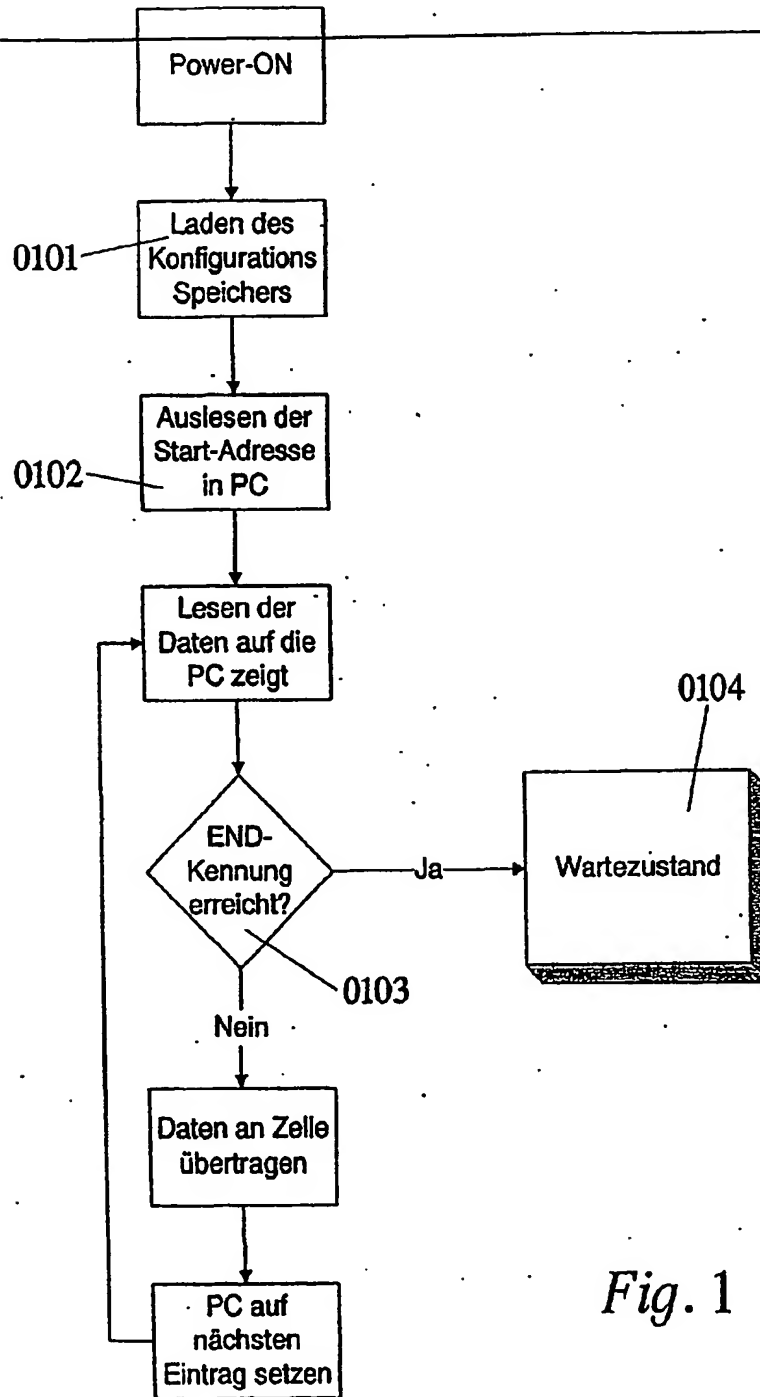 Power-ON
0101
Laden des
Konfigurations
Speichers
0102
Auslesen der
Start-Adresse
in PC
Lesen der
Daten auf die
PC zeigt
0104
END-
Kennung
erreicht?
Ja
Wartezustand
0103
Nein
Daten an Zelle
übertragen
PC auf
nächsten
Eintrag setzen
Fig. 1